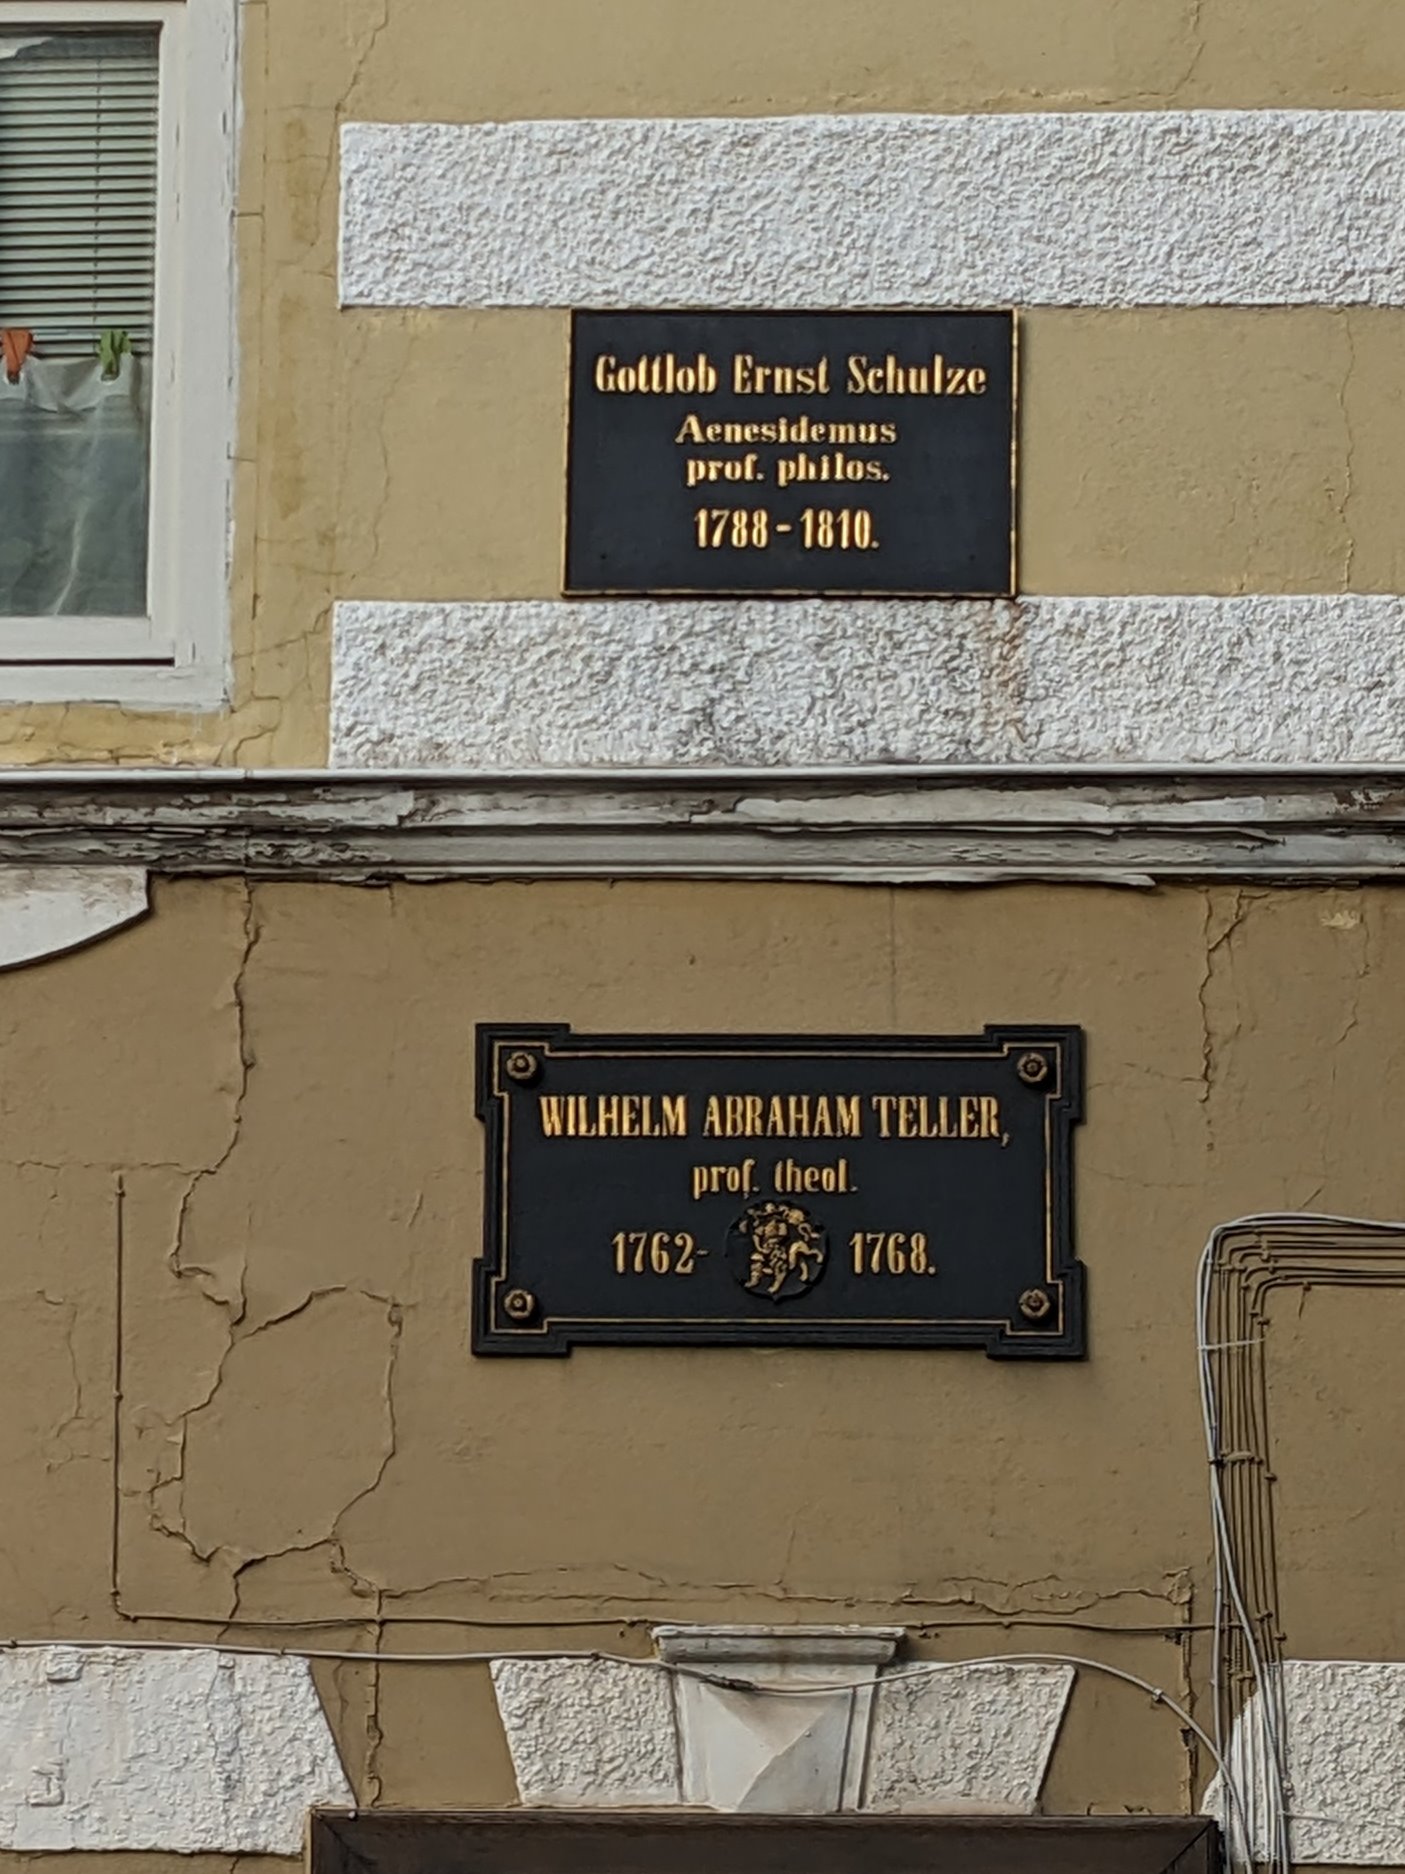 Gottlob Ernst Schulze
Aenesidemus
prof. philos.
1788-1810.
WILHELM ABRAHAM TELLER,
prof. theol.
1762- 1768.